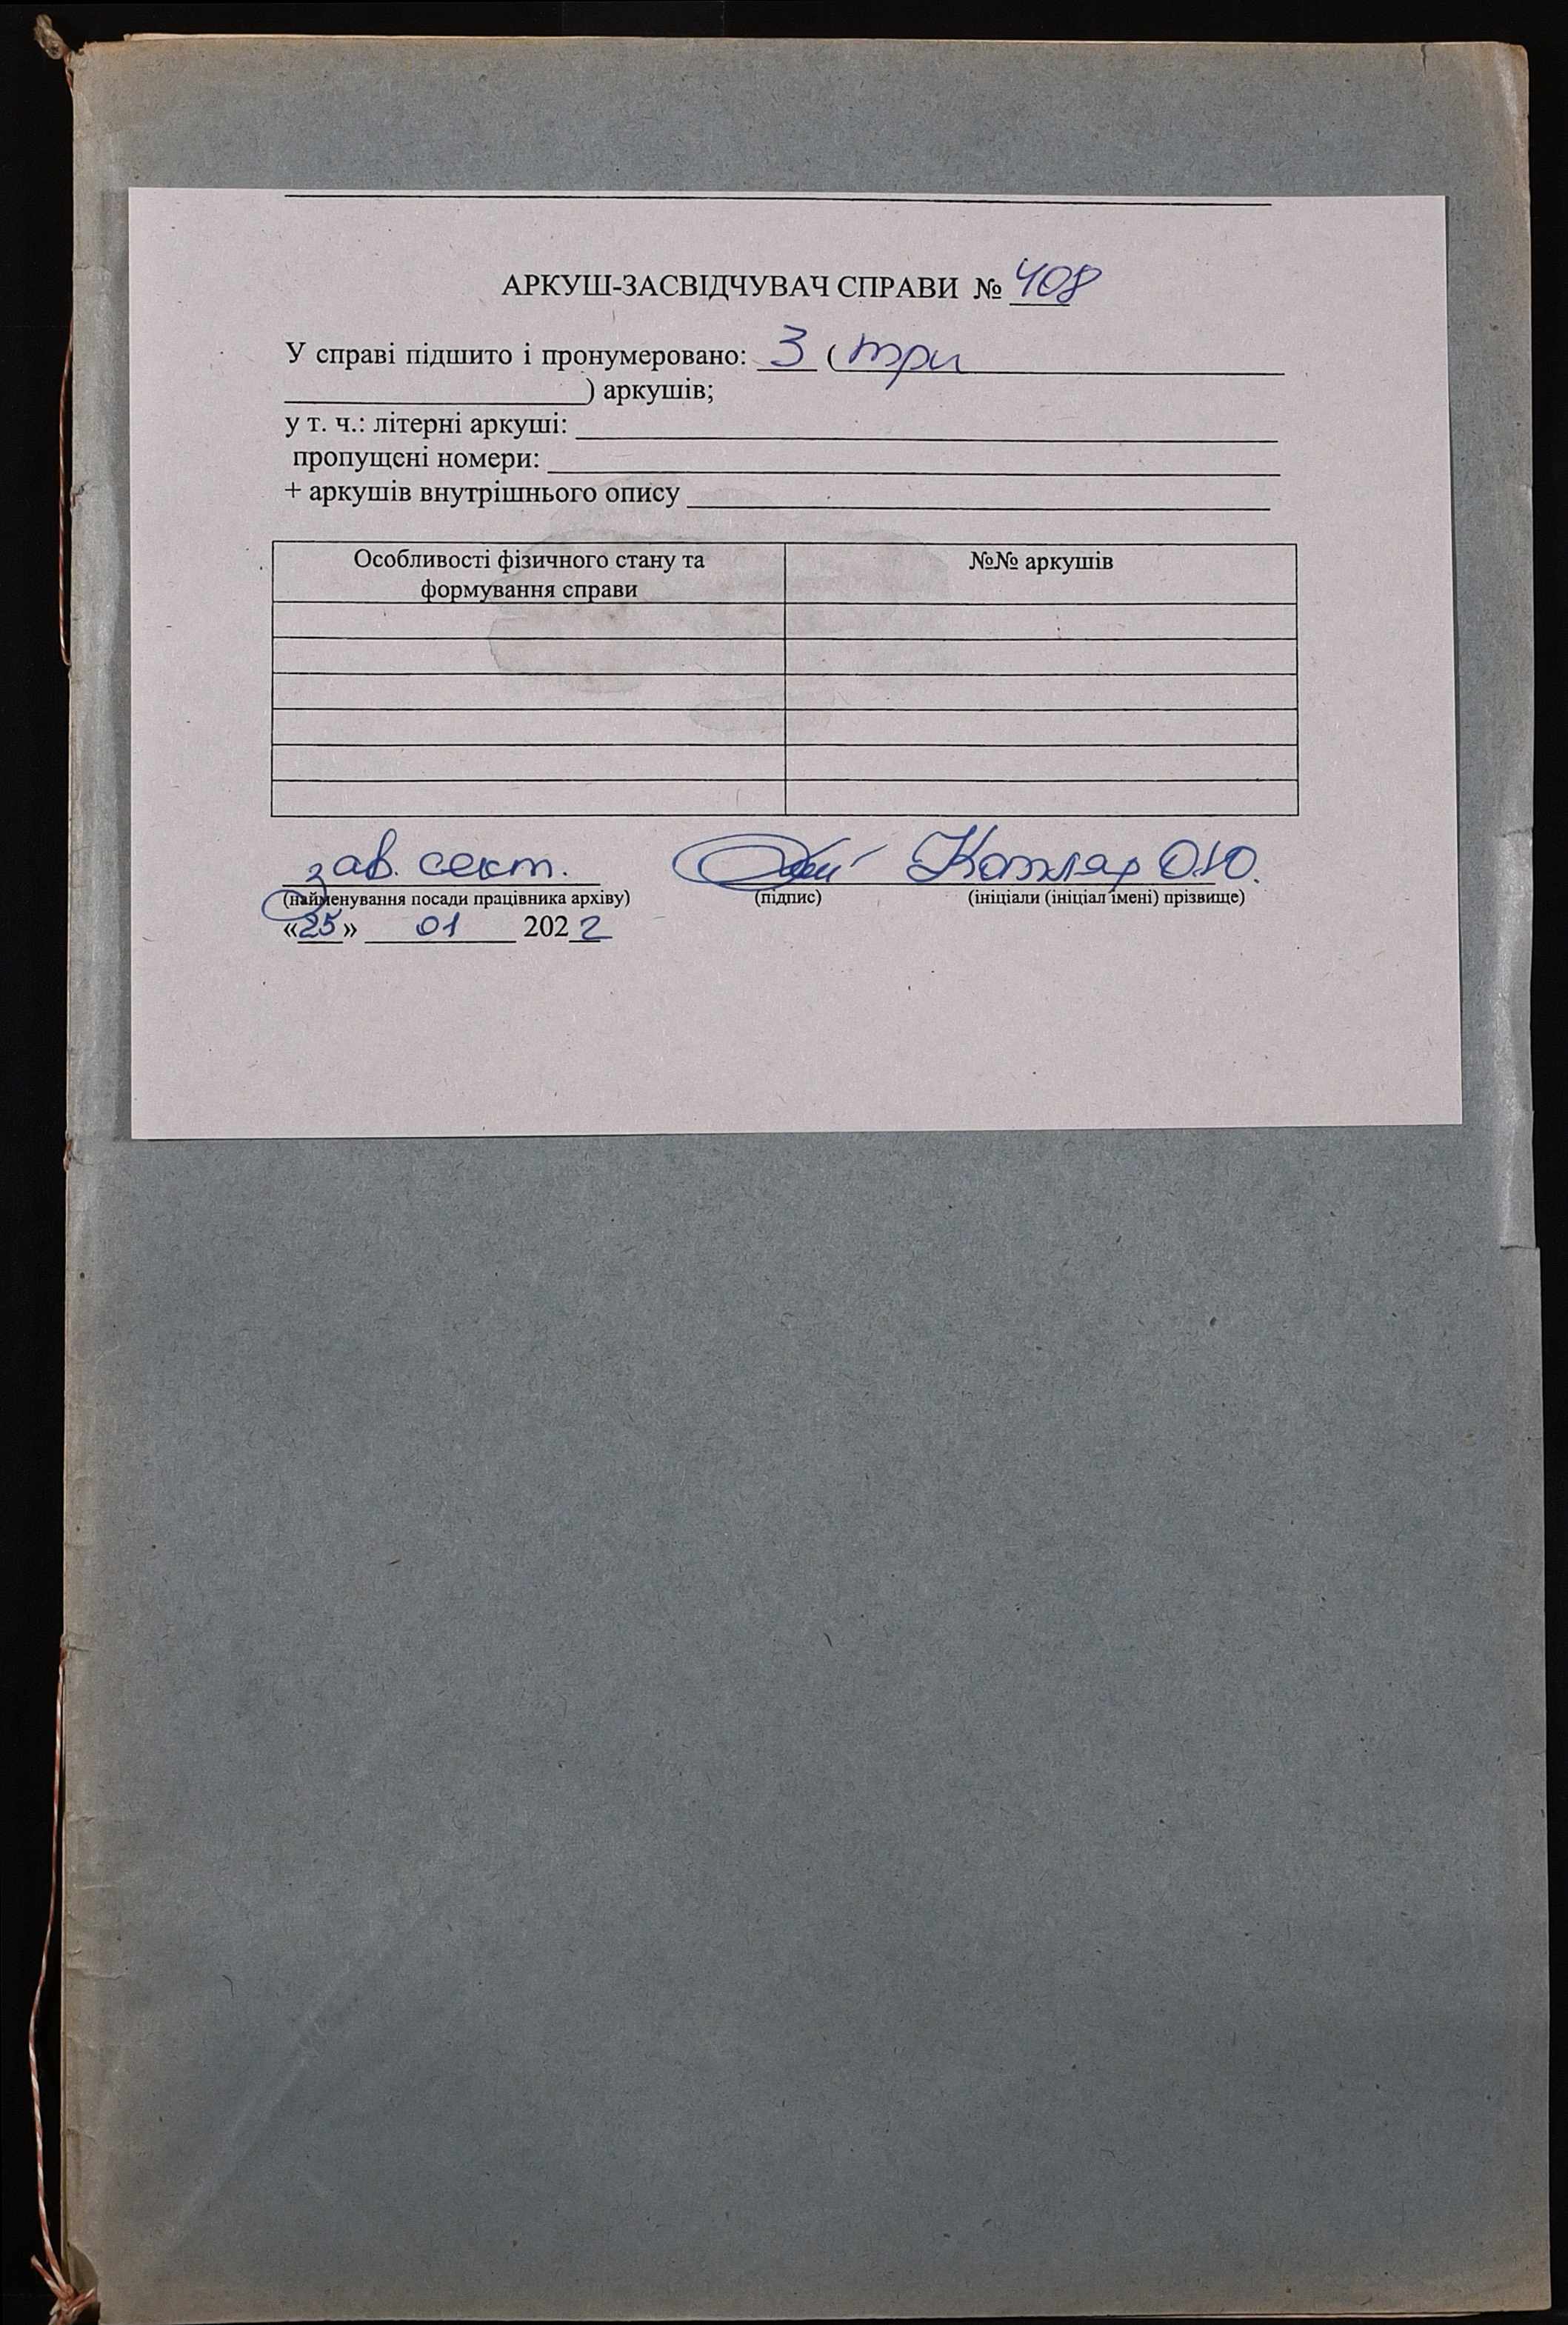 АРКУШ-ЗАСВІДЧУВАЧ СПРАВИ № 408
У справі підшито і пронумеровано: 3 (три
) аркушів;
у т. ч.: літерні аркуші:
пропущені номери:
+ аркушів внутрішнього опису
Особливості фізичного стану та формування справи №№ аркушів
зав. сект. Котляр О.Ю.
(найменування посади працівника архіву) (підпис) (ініціали (ініціал імені) прізвище)
«25» 01 2022